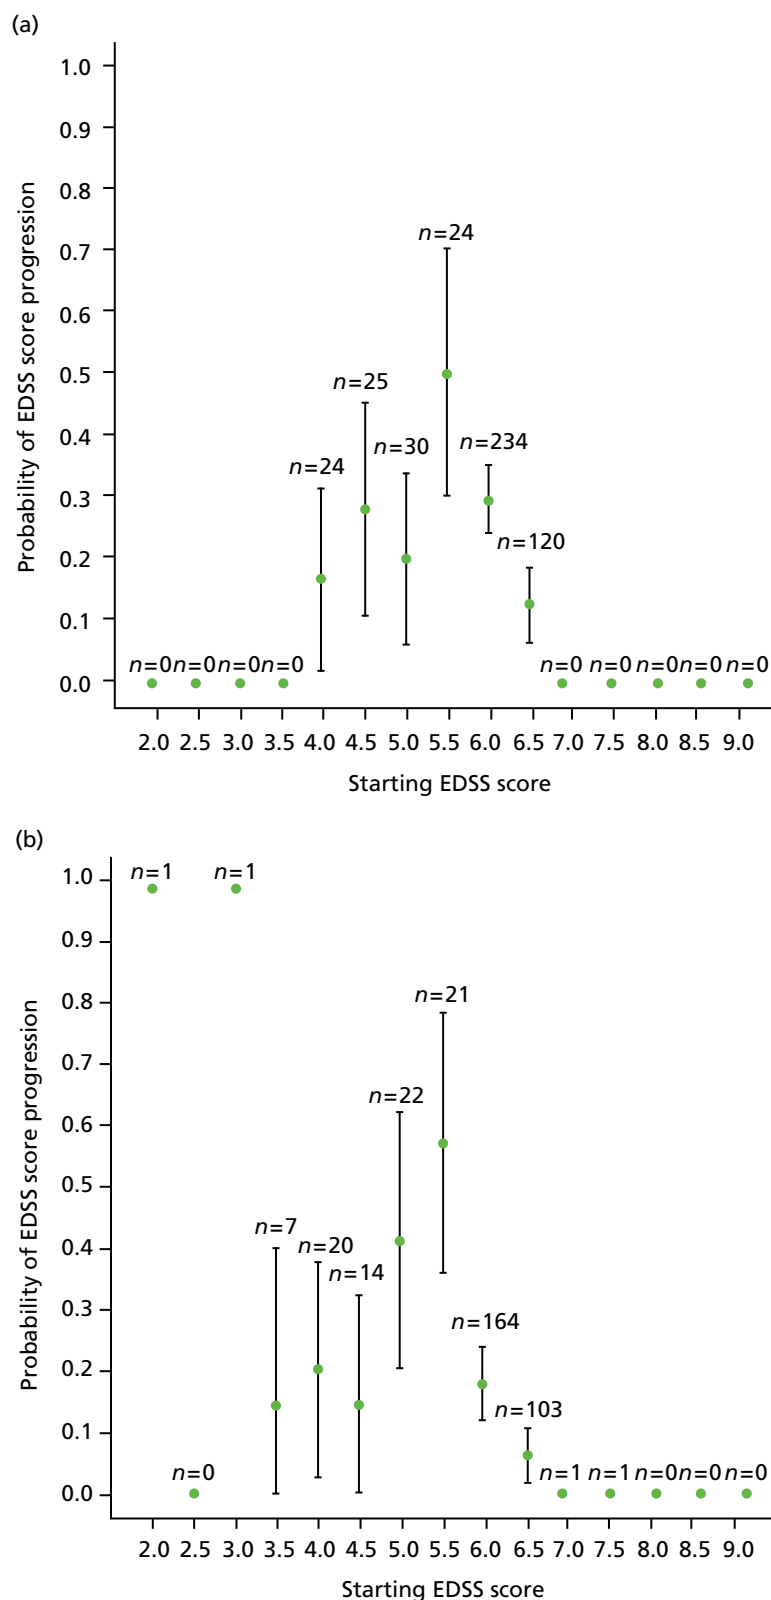 (a)
Probability of EDSS score progression
1.0
0.9
0.8
0.7
0.6
0.5
0.4
0.3
0.2
0.1
0.0
n=24
n=25
n=234
n=30
n=24
n=120
n=0 n=0 n=0 n=0 n=0 n=0 n=0 n=0 n=0
2.0 2.5 3.0 3.5 4.0 4.5 5.0 5.5 6.0 6.5 7.0 7.5 8.0 8.5 9.0
Starting EDSS score
(b)
Probability of EDSS score progression
1.0
0.9
0.8
0.7
0.6
0.5
0.4
0.3
0.2
0.1
0.0
n=1 n=1
n=21
n=22
n=7
n=20
n=14
n=164
n=103
n=0 n=1 n=1 n=0 n=0 n=0
2.0 2.5 3.0 3.5 4.0 4.5 5.0 5.5 6.0 6.5 7.0 7.5 8.0 8.5 9.0
Starting EDSS score